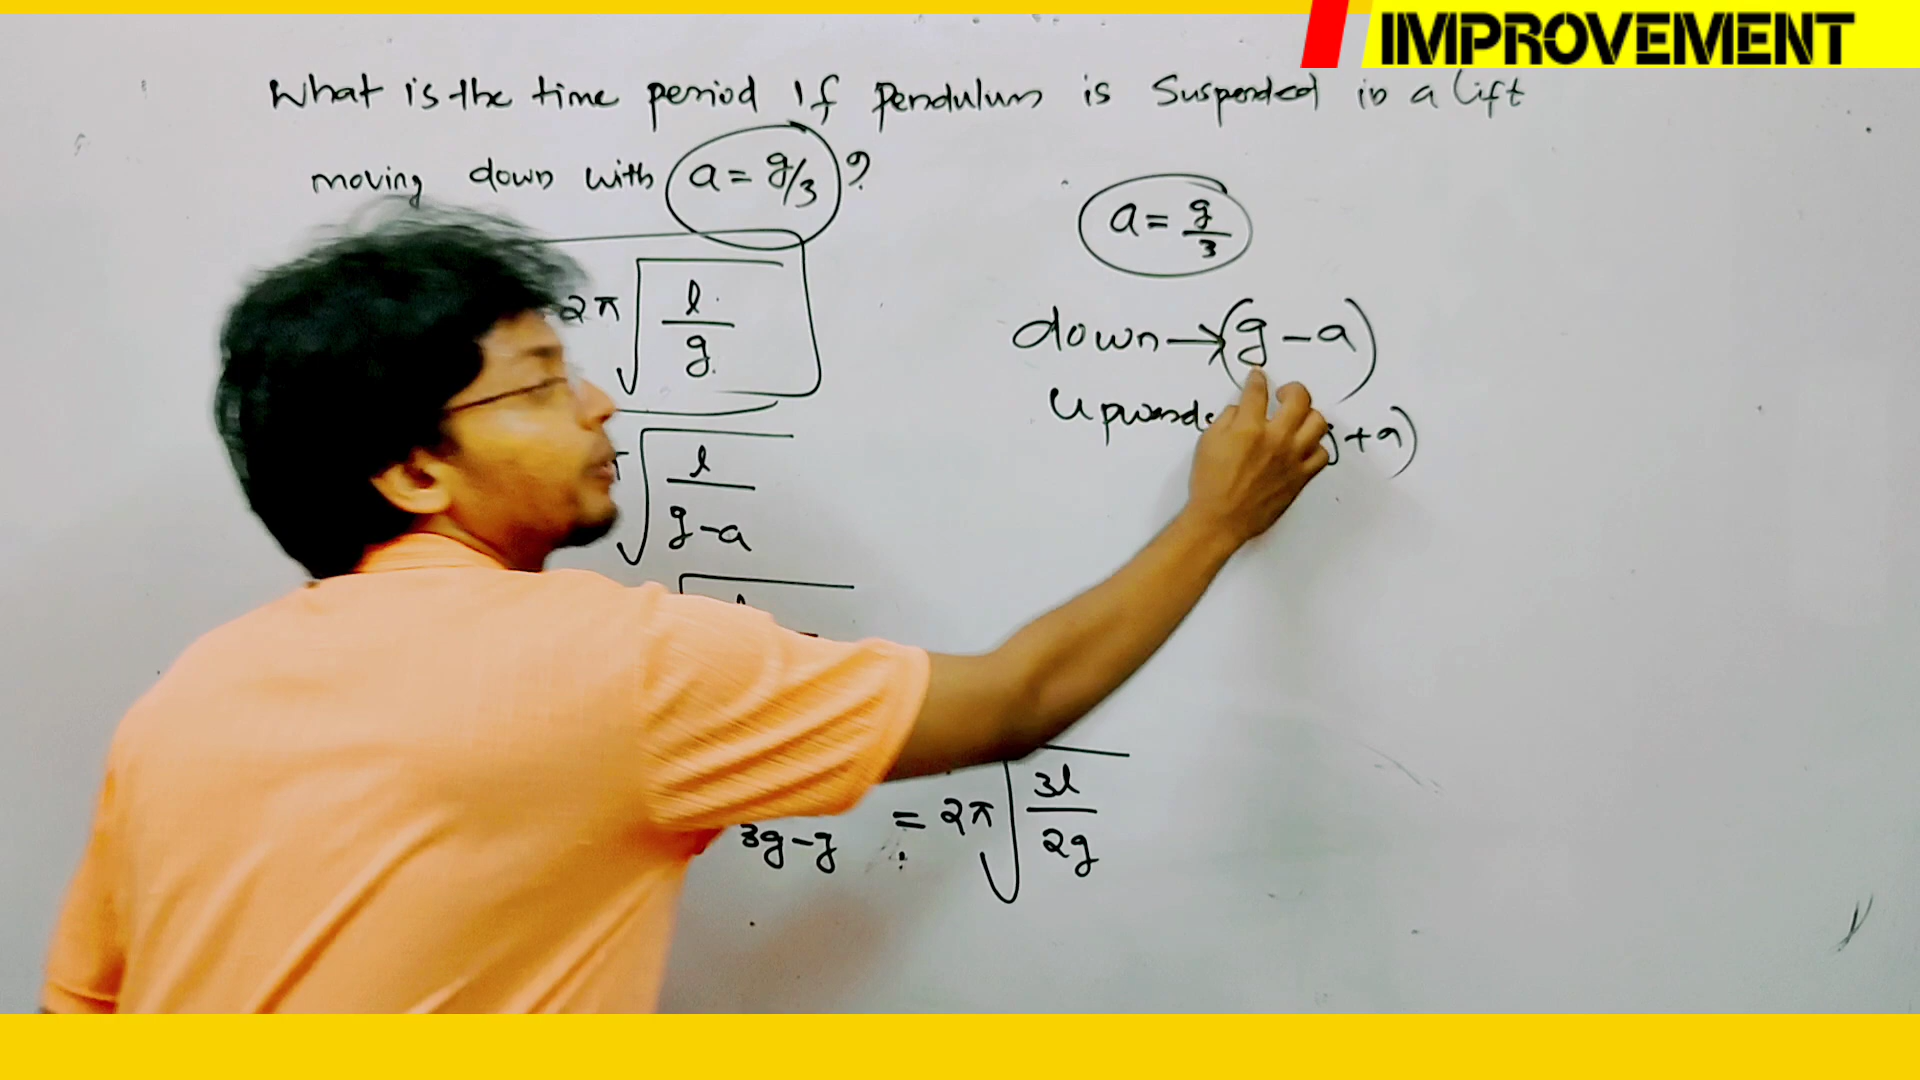 IMPROVEMENT
What is the time period If Pendulum is Suspended in a lift
moving down with a = g/3 ?
a = g/3
2π √(l/g)
down → (g - a)
upwards + a)
√(l/(g-a))
3g-g = 2π √(3l/2g)